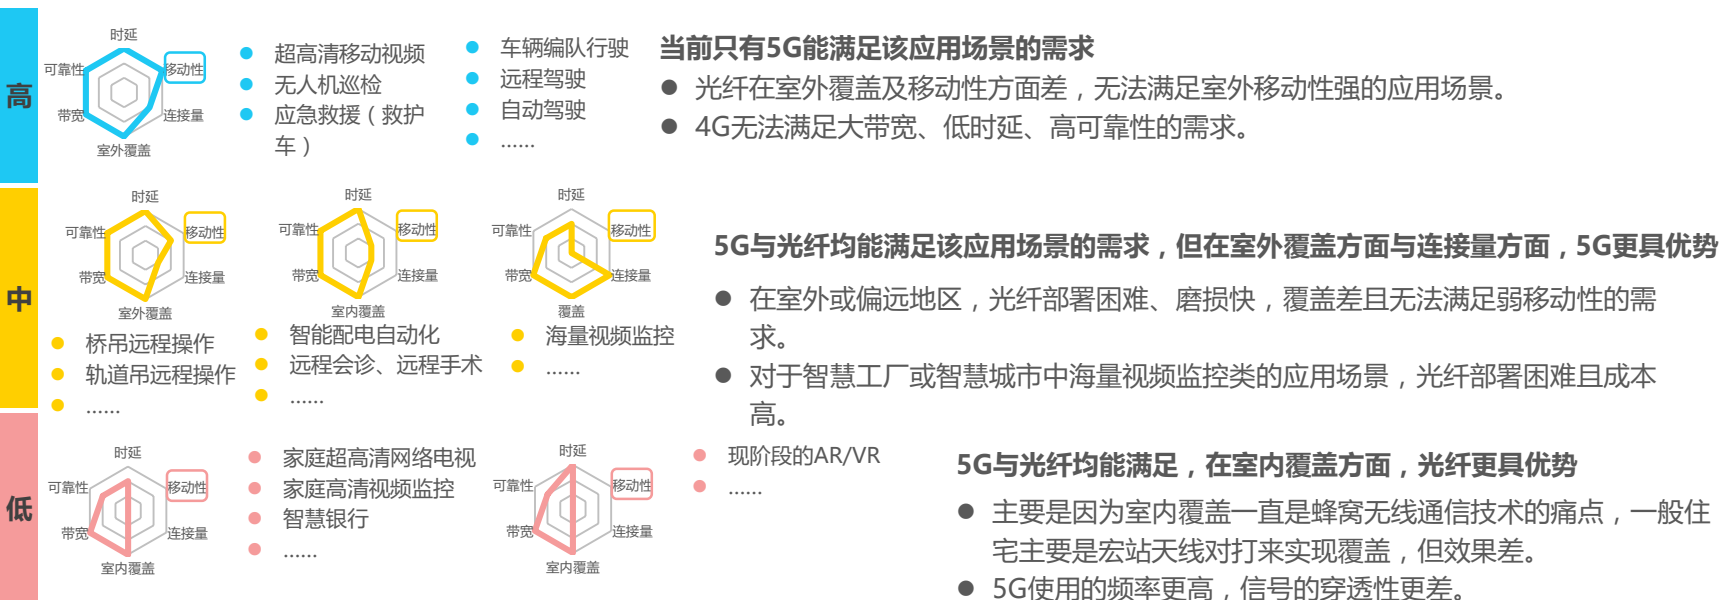 高
时延
可靠性
移动性
带宽
连接量
室外覆盖
超高清移动视频
无人机巡检
应急救援（救护
车）
车辆编队行驶
远程驾驶
自动驾驶
……
当前只有5G能满足该应用场景的需求
光纤在室外覆盖及移动性方面差，无法满足室外移动性强的应用场景。
4G无法满足大带宽、低时延、高可靠性的需求。
中
时延
可靠性
移动性
带宽
连接量
室外覆盖
桥吊远程操作
轨道吊远程操作
……
时延
可靠性
移动性
带宽
连接量
室内覆盖
智能配电自动化
远程会诊、远程手术
……
时延
可靠性
移动性
带宽
连接量
覆盖
海量视频监控
……
5G与光纤均能满足该应用场景的需求，但在室外覆盖方面与连接量方面，5G更具优势
在室外或偏远地区，光纤部署困难、磨损快，覆盖差且无法满足弱移动性的需
求。
对于智慧工厂或智慧城市中海量视频监控类的应用场景，光纤部署困难且成本
高。
低
时延
可靠性
移动性
带宽
连接量
室内覆盖
家庭超高清网络电视
家庭高清视频监控
智慧银行
……
时延
可靠性
移动性
带宽
连接量
室内覆盖
现阶段的AR/VR
……
5G与光纤均能满足，在室内覆盖方面，光纤更具优势
主要是因为室内覆盖一直是蜂窝无线通信技术的痛点，一般住
宅主要是宏站天线对打来实现覆盖，但效果差。
5G使用的频率更高，信号的穿透性更差。